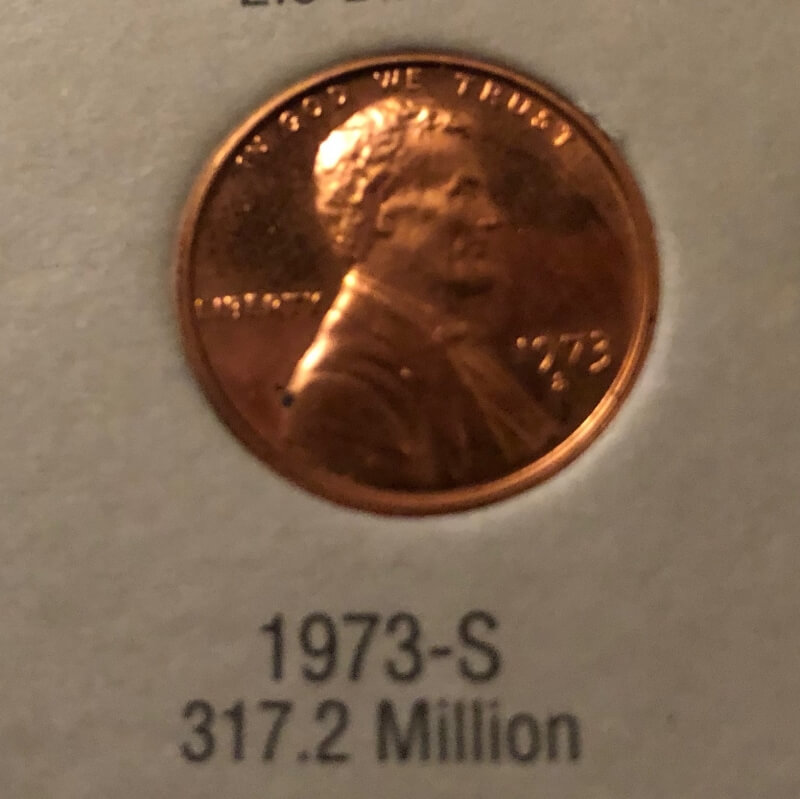 IN GOD WE TRUST
LIBERTY
1973
S
1973-S
317.2 Million